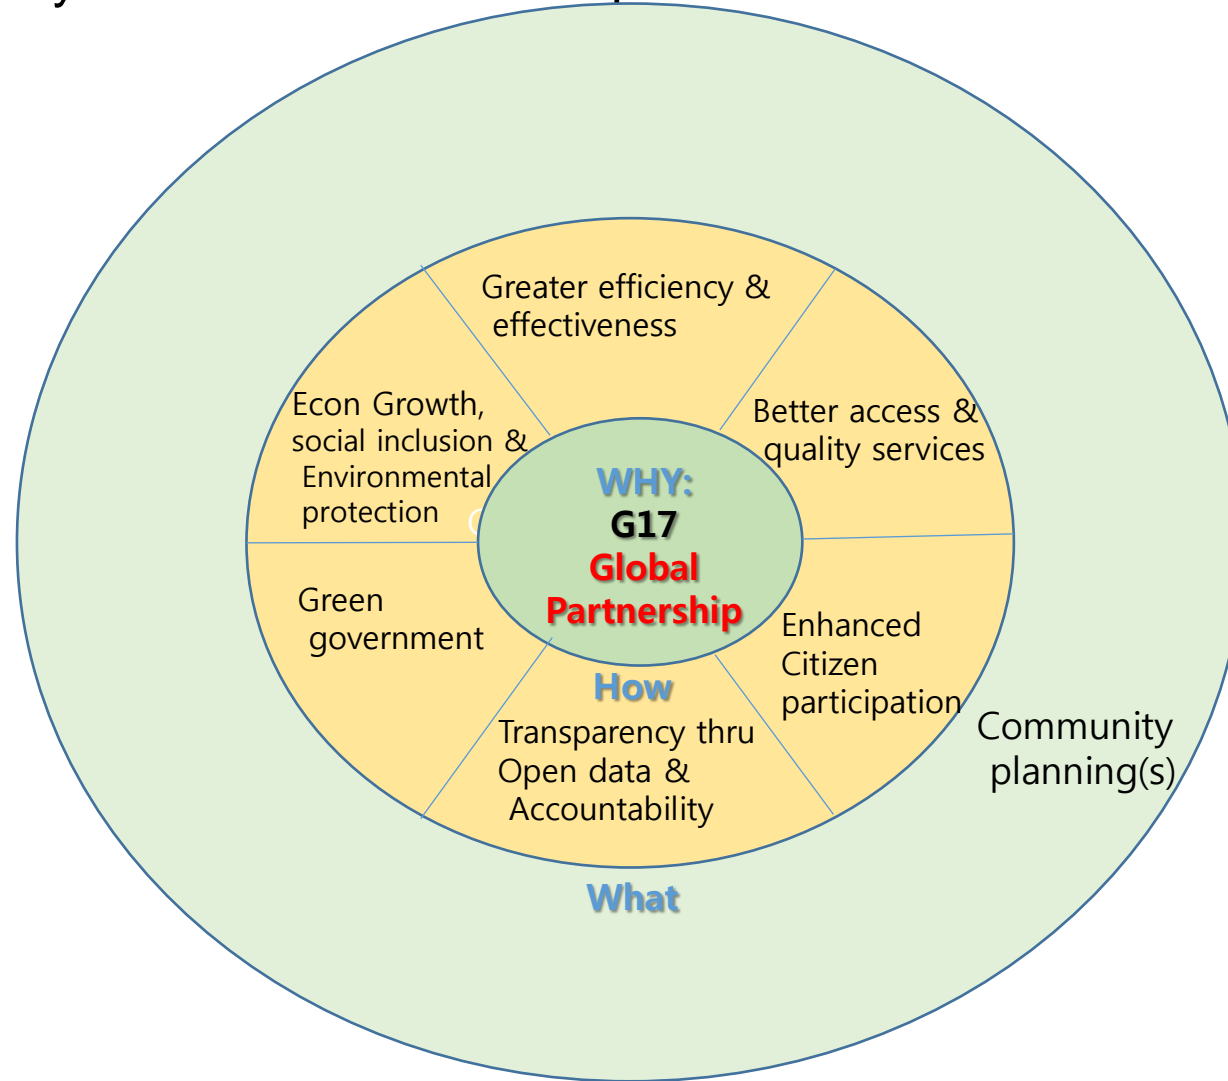 Greater efficiency &
effectiveness
Econ Growth,
social inclusion &
Environmental
protection
Better access &
quality services
WHY:
G17
Global
Partnership
Green
government
Enhanced
Citizen
participation
How
Transparency thru
Open data &
Accountability
Community
planning(s)
What